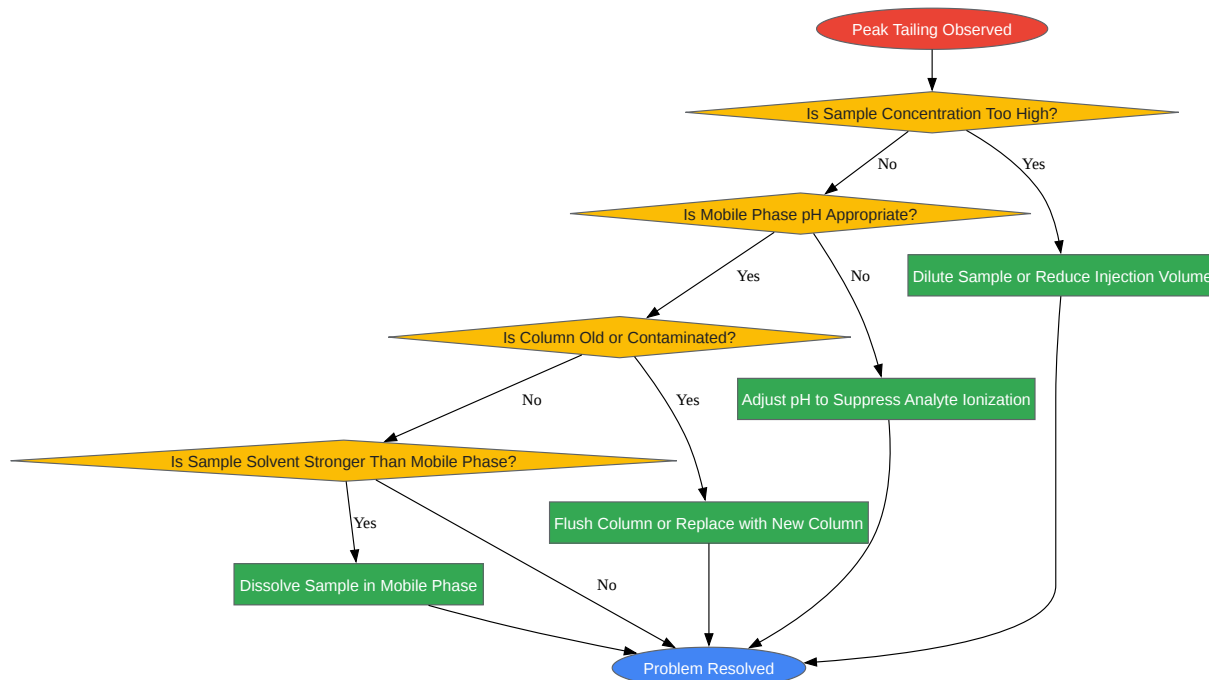 Peak Tailing Observed
Is Sample Concentration Too High?
No
Yes
Is Mobile Phase pH Appropriate?
Yes
No
Dilute Sample or Reduce Injection Volume
Is Column Old or Contaminated?
No
Yes
Adjust pH to Suppress Analyte Ionization
Is Sample Solvent Stronger Than Mobile Phase?
Yes
Flush Column or Replace with New Column
Dissolve Sample in Mobile Phase
No
Problem Resolved